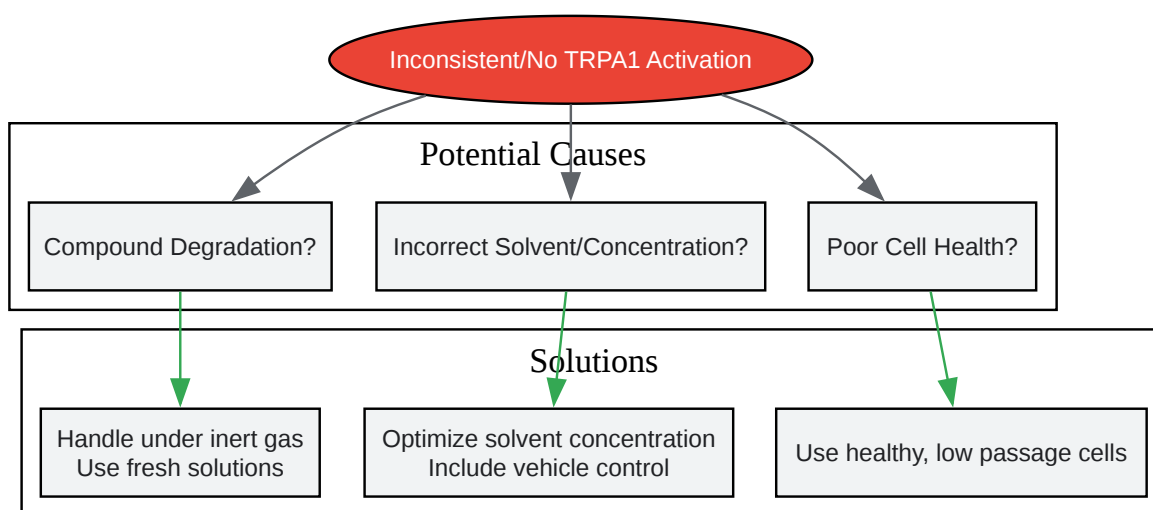 Inconsistent/No TRPA1 Activation
Potential Causes
Compound Degradation?
Incorrect Solvent/Concentration?
Poor Cell Health?
Solutions
Handle under inert gas
Use fresh solutions
Optimize solvent concentration
Include vehicle control
Use healthy, low passage cells